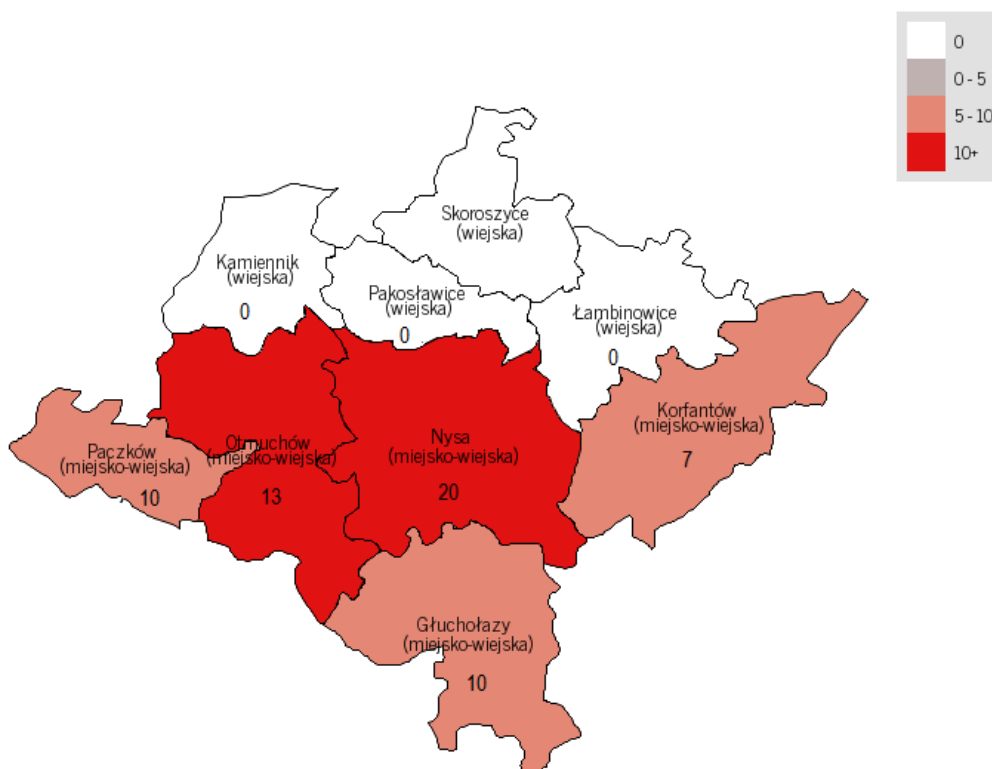 0
0 - 5
5 - 10
10+
Skoroszyce
(wiejska)
Kamiennik
(wiejska)
0
Pakosławice
(wiejska)
0
Łambinowice
(wiejska)
0
Korfantów
(miejsko-wiejska)
7
Paczków
(miejsko-wiejska)
10
Otmuchów
(miejsko-wiejska)
13
Nysa
(miejsko-wiejska)
20
Głuchołazy
(miejsko-wiejska)
10